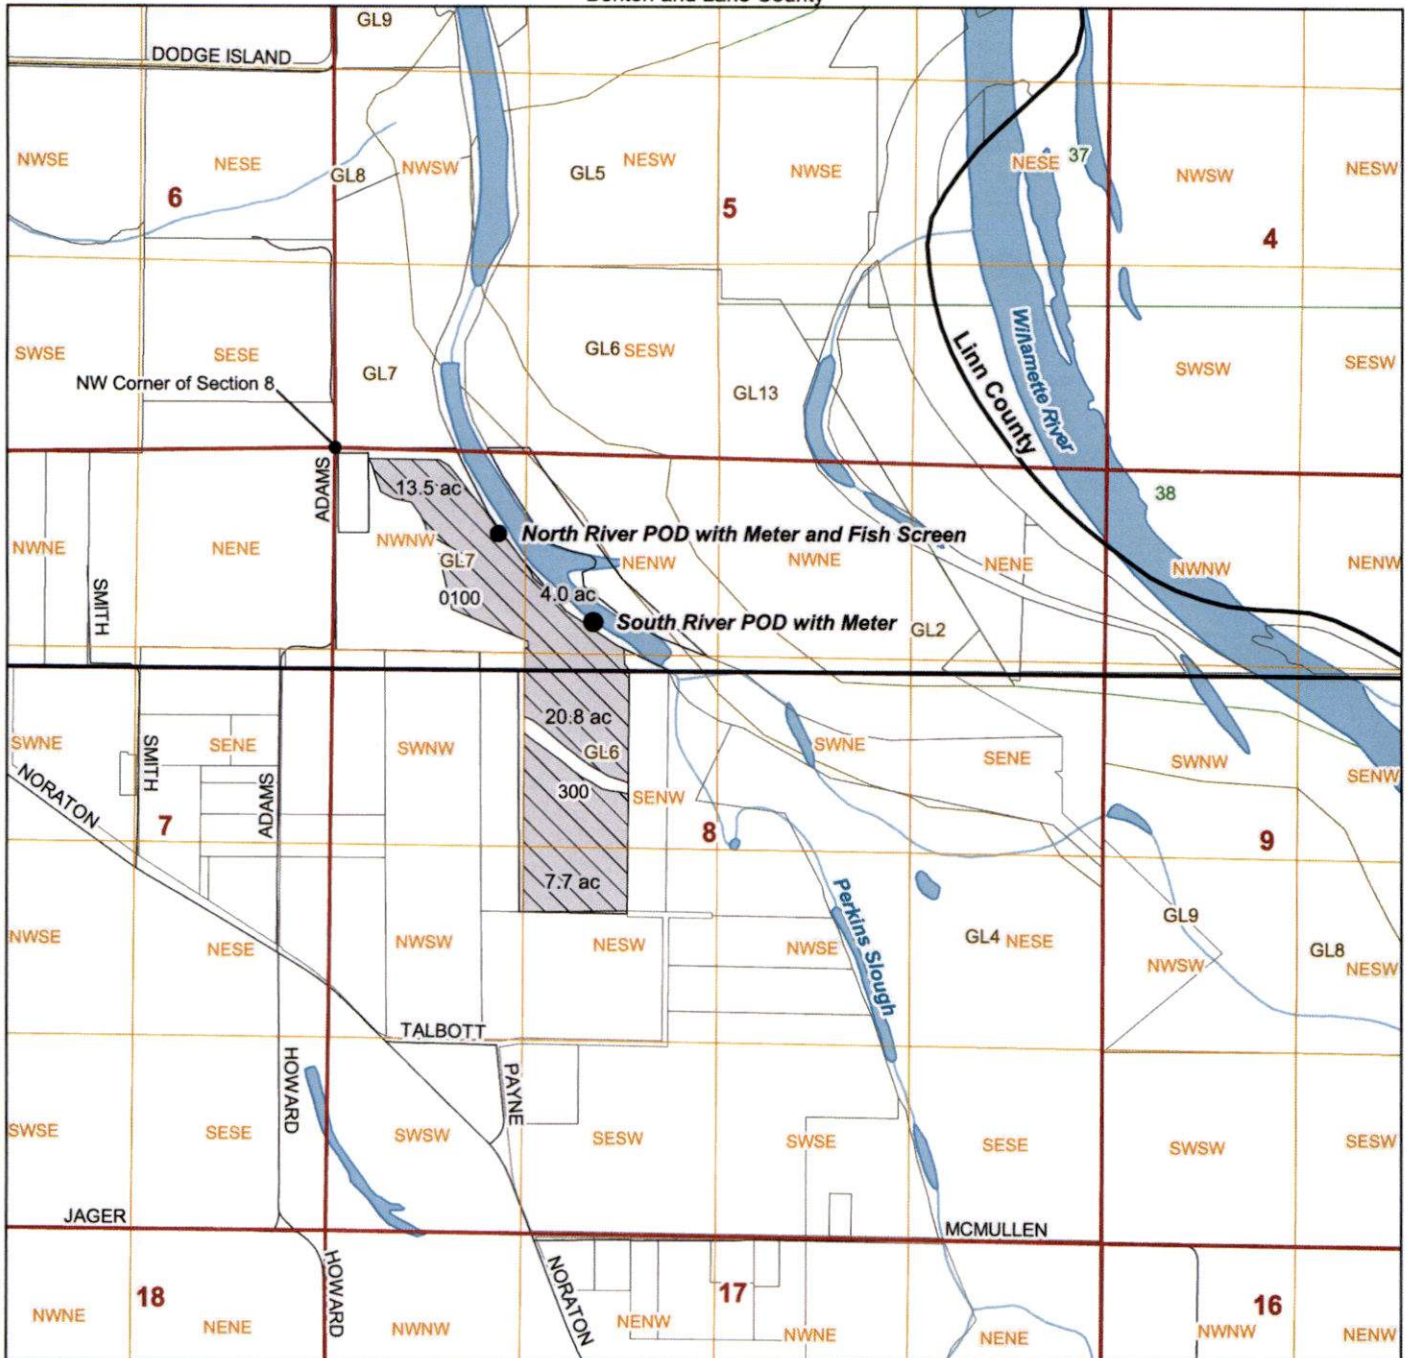 GL9
DODGE ISLAND
NWSE
NESE
GL8
NWSW
GL5
NESW
NWSE
NESE
37
NWSW
NESW
6
5
4
SWSE
SESE
GL7
GL6
SESW
GL13
Willamette River
Linn County
SWSW
SESW
NW Corner of Section 8
ADAMS
13.5 ac
38
NWNE
NENE
NWNW
North River POD with Meter and Fish Screen
GL7
NENW
NWNE
NENE
NWNW
NENW
SMITH
0100
4.0 ac
South River POD with Meter
GL2
20.8 ac
SWNE
SMITH
SENE
SWNW
GL6
SWNE
SENE
SWNW
SENW
NORATON
ADAMS
300
SENW
7
8
9
7.7 ac
Perkins Slough
NWSE
NESE
NWSW
NESW
NWSE
GL4
NESE
GL9
NWSW
GL8
NESW
TALBOTT
HOWARD
PAYNE
SWSE
SESE
SWSW
SESW
SWSE
SESE
SWSW
SESW
JAGER
MCMULLEN
HOWARD
NORATON
18
17
16
NWNE
NENE
NWNW
NENW
NWNE
NENE
NWNW
NENW